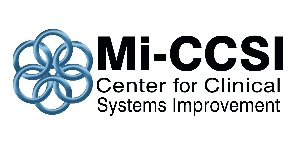 Mi-CCSI
Center for Clinical
Systems Improvement